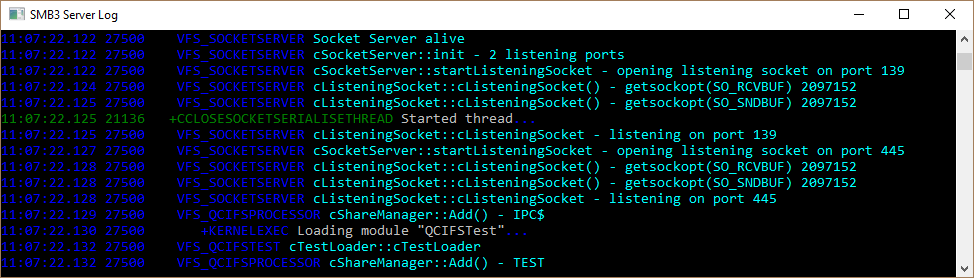 SMB3 Server Log
11:07:22.122 27500 VFS_SOCKETSERVER Socket Server alive
11:07:22.122 27500 VFS_SOCKETSERVER cSocketServer::init - 2 listening ports
11:07:22.122 27500 VFS_SOCKETSERVER cSocketServer::startListeningSocket - opening listening socket on port 139
11:07:22.124 27500 VFS_SOCKETSERVER cListeningSocket::cListeningSocket() - getsockopt(SO_RCVBUF) 2097152
11:07:22.125 27500 VFS_SOCKETSERVER cListeningSocket::cListeningSocket() - getsockopt(SO_SNDBUF) 2097152
11:07:22.125 21136 +CCLOSESOCKETSERIALISETHREAD Started thread...
11:07:22.125 27500 VFS_SOCKETSERVER cListeningSocket::cListeningSocket - listening on port 139
11:07:22.127 27500 VFS_SOCKETSERVER cSocketServer::startListeningSocket - opening listening socket on port 445
11:07:22.128 27500 VFS_SOCKETSERVER cListeningSocket::cListeningSocket() - getsockopt(SO_RCVBUF) 2097152
11:07:22.128 27500 VFS_SOCKETSERVER cListeningSocket::cListeningSocket() - getsockopt(SO_SNDBUF) 2097152
11:07:22.128 27500 VFS_SOCKETSERVER cListeningSocket::cListeningSocket - listening on port 445
11:07:22.129 27500 VFS_QCIFSPROCESSOR cShareManager::Add() - IPC$
11:07:22.130 27500 +KERNELEXEC Loading module "QCIFSTest"...
11:07:22.132 27500 VFS_QCIFSTEST cTestLoader::cTestLoader
11:07:22.132 27500 VFS_QCIFSPROCESSOR cShareManager::Add() - TEST